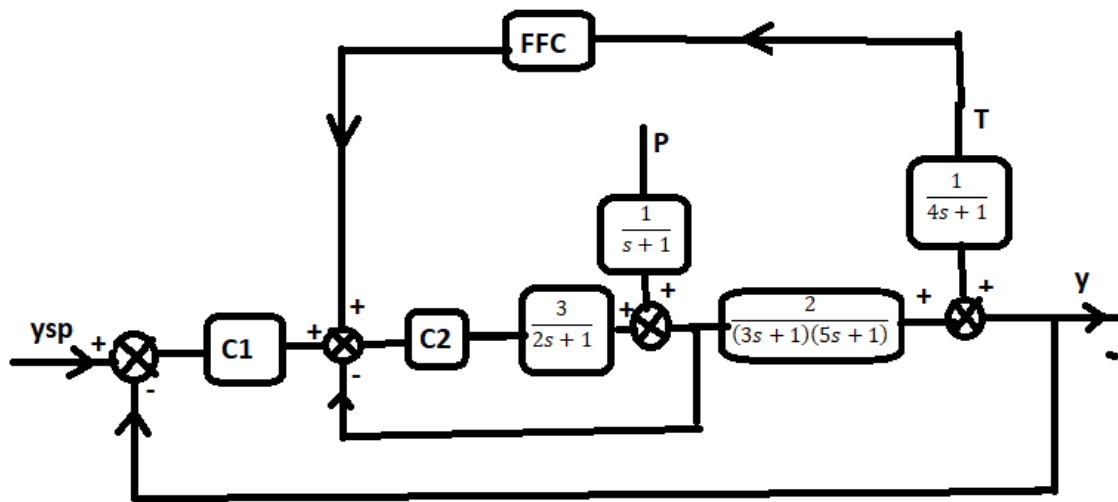 FFC
T
P
1
s + 1
1
4s + 1
+
+
+
+
+
+
y
ysp
+
C1
+
C2
3
2s + 1
2
(3s + 1)(5s + 1)
-
-